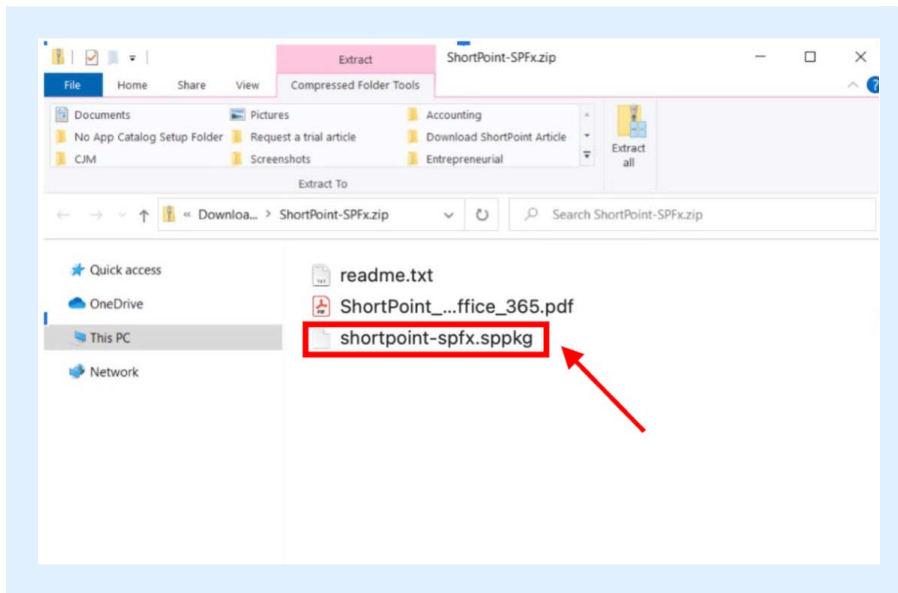 Extract
ShortPoint-SPFx.zip
File
Home
Share
View
Compressed Folder Tools
Documents
Pictures
Accounting
No App Catalog Setup Folder
Request a trial article
Download ShortPoint Article
CJM
Screenshots
Entrepreneurial
Extract
all
Extract To
« Downloa... > ShortPoint-SPFx.zip
Search ShortPoint-SPFx.zip
Quick access
OneDrive
This PC
Network
readme.txt
ShortPoint_...ffice_365.pdf
shortpoint-spfx.sppkg